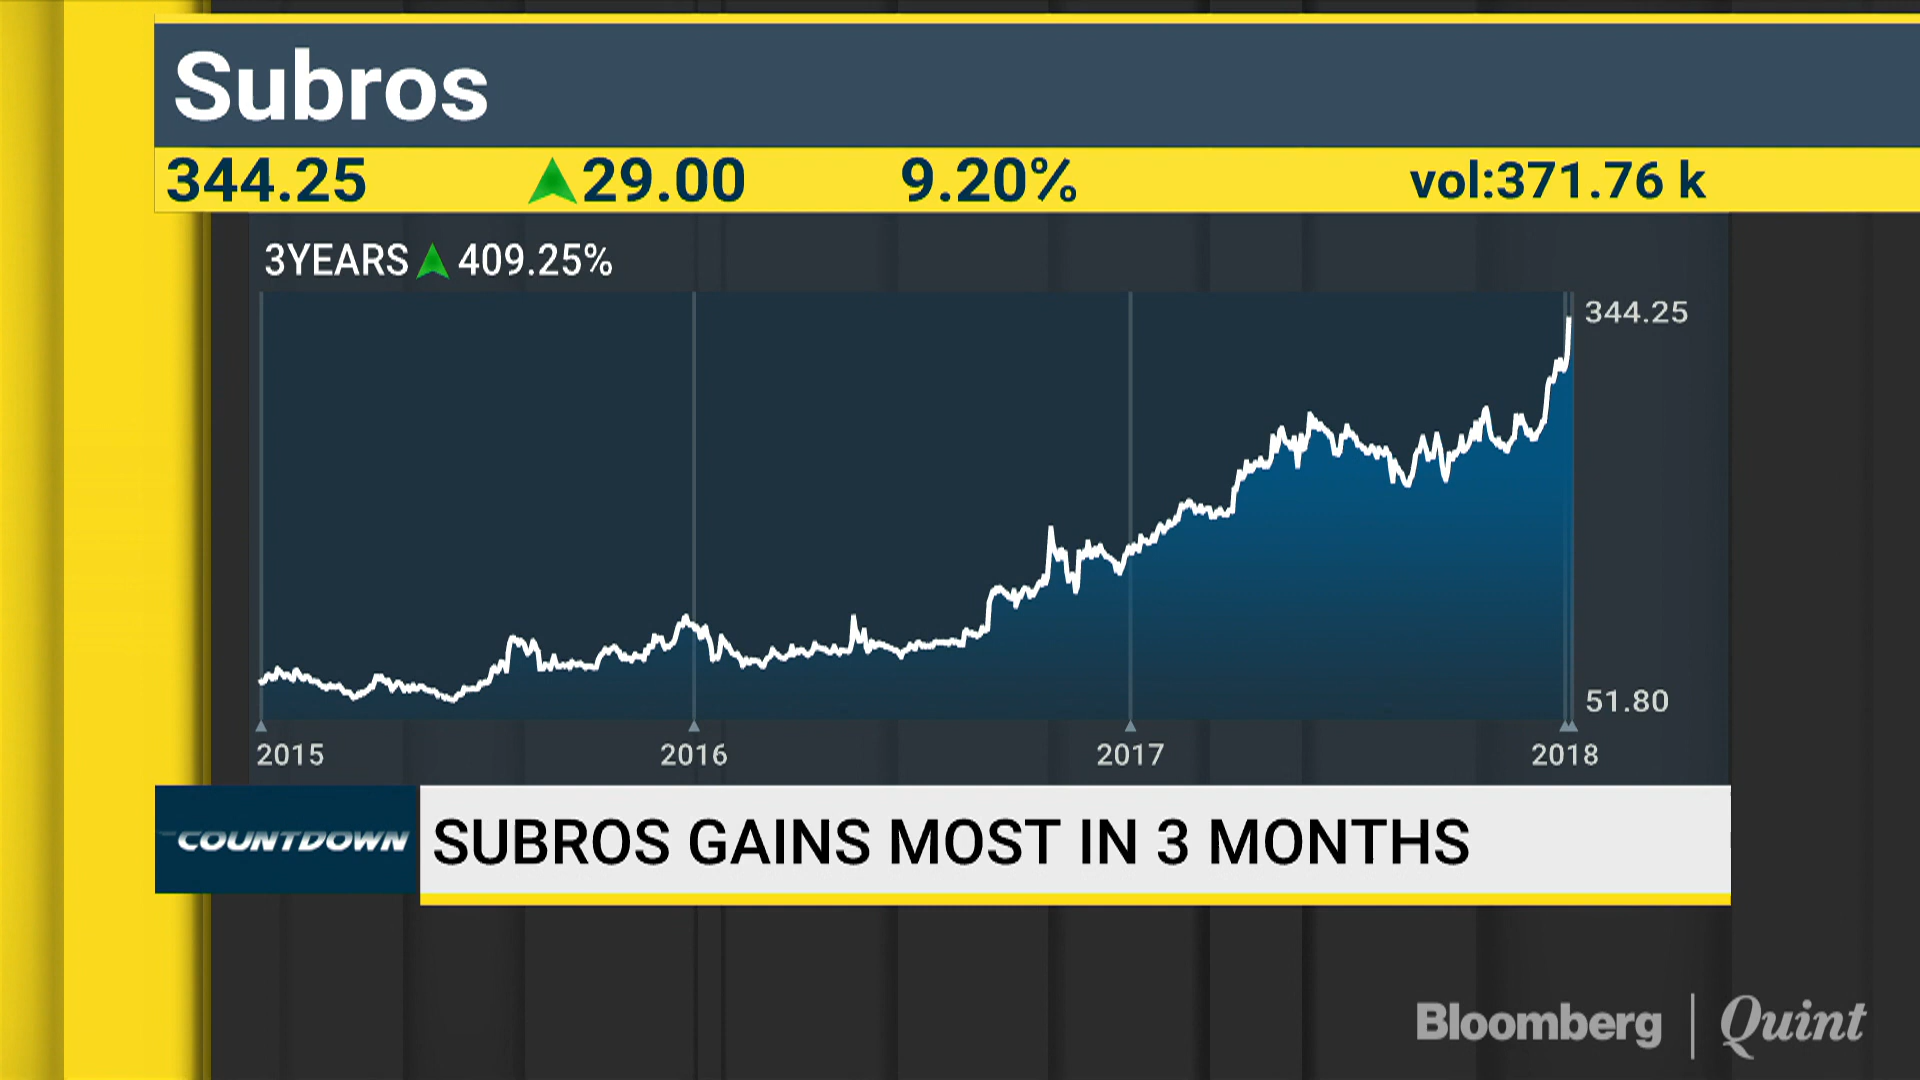 Subros
344.25 ▲29.00 9.20% vol:371.76 k
3YEARS ▲ 409.25%
344.25
51.80
2015 2016 2017 2018
COUNTDOWN
SUBROS GAINS MOST IN 3 MONTHS
Bloomberg | Quint